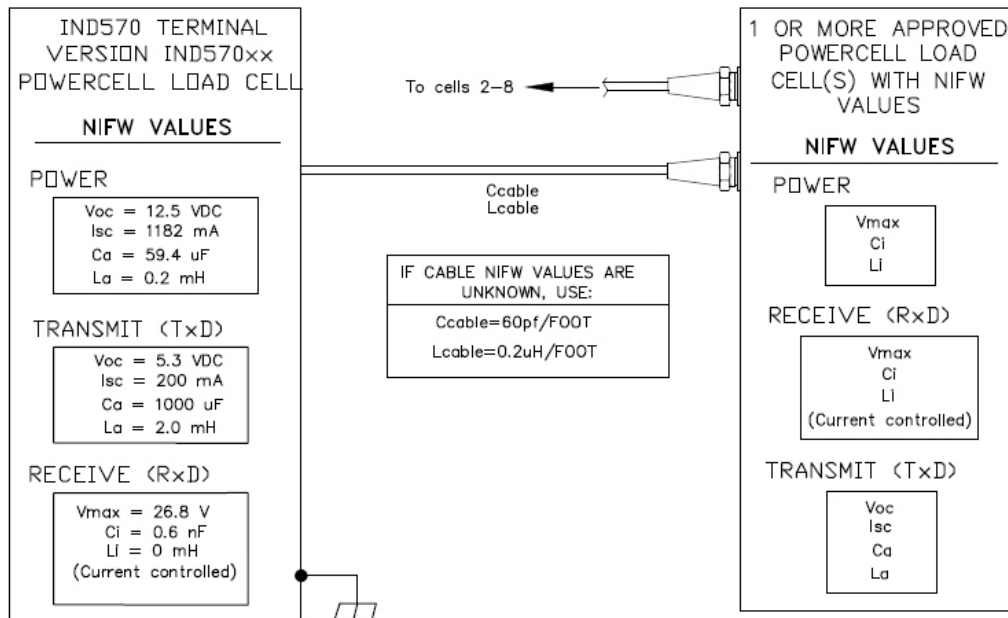 IND570 TERMINAL
VERSION IND570xx
POWERCELL LOAD CELL
NIFW VALUES
POWER
Voc = 12.5 VDC
Isc = 1182 mA
Ca = 59.4 uF
La = 0.2 mH
TRANSMIT (TxD)
Voc = 5.3 VDC
Isc = 200 mA
Ca = 1000 uF
La = 2.0 mH
RECEIVE (RxD)
Vmax = 26.8 V
Ci = 0.6 nF
Li = 0 mH
(Current controlled)
To cells 2-8
Ccable
Lcable
IF CABLE NIFW VALUES ARE
UNKNOWN, USE:
Ccable=60pf/FOOT
Lcable=0.2uH/FOOT
1 OR MORE APPROVED
POWERCELL LOAD
CELL(S) WITH NIFW
VALUES
NIFW VALUES
POWER
Vmax
Ci
Li
RECEIVE (RxD)
Vmax
Ci
Li
(Current controlled)
TRANSMIT (TxD)
Voc
Isc
Ca
La